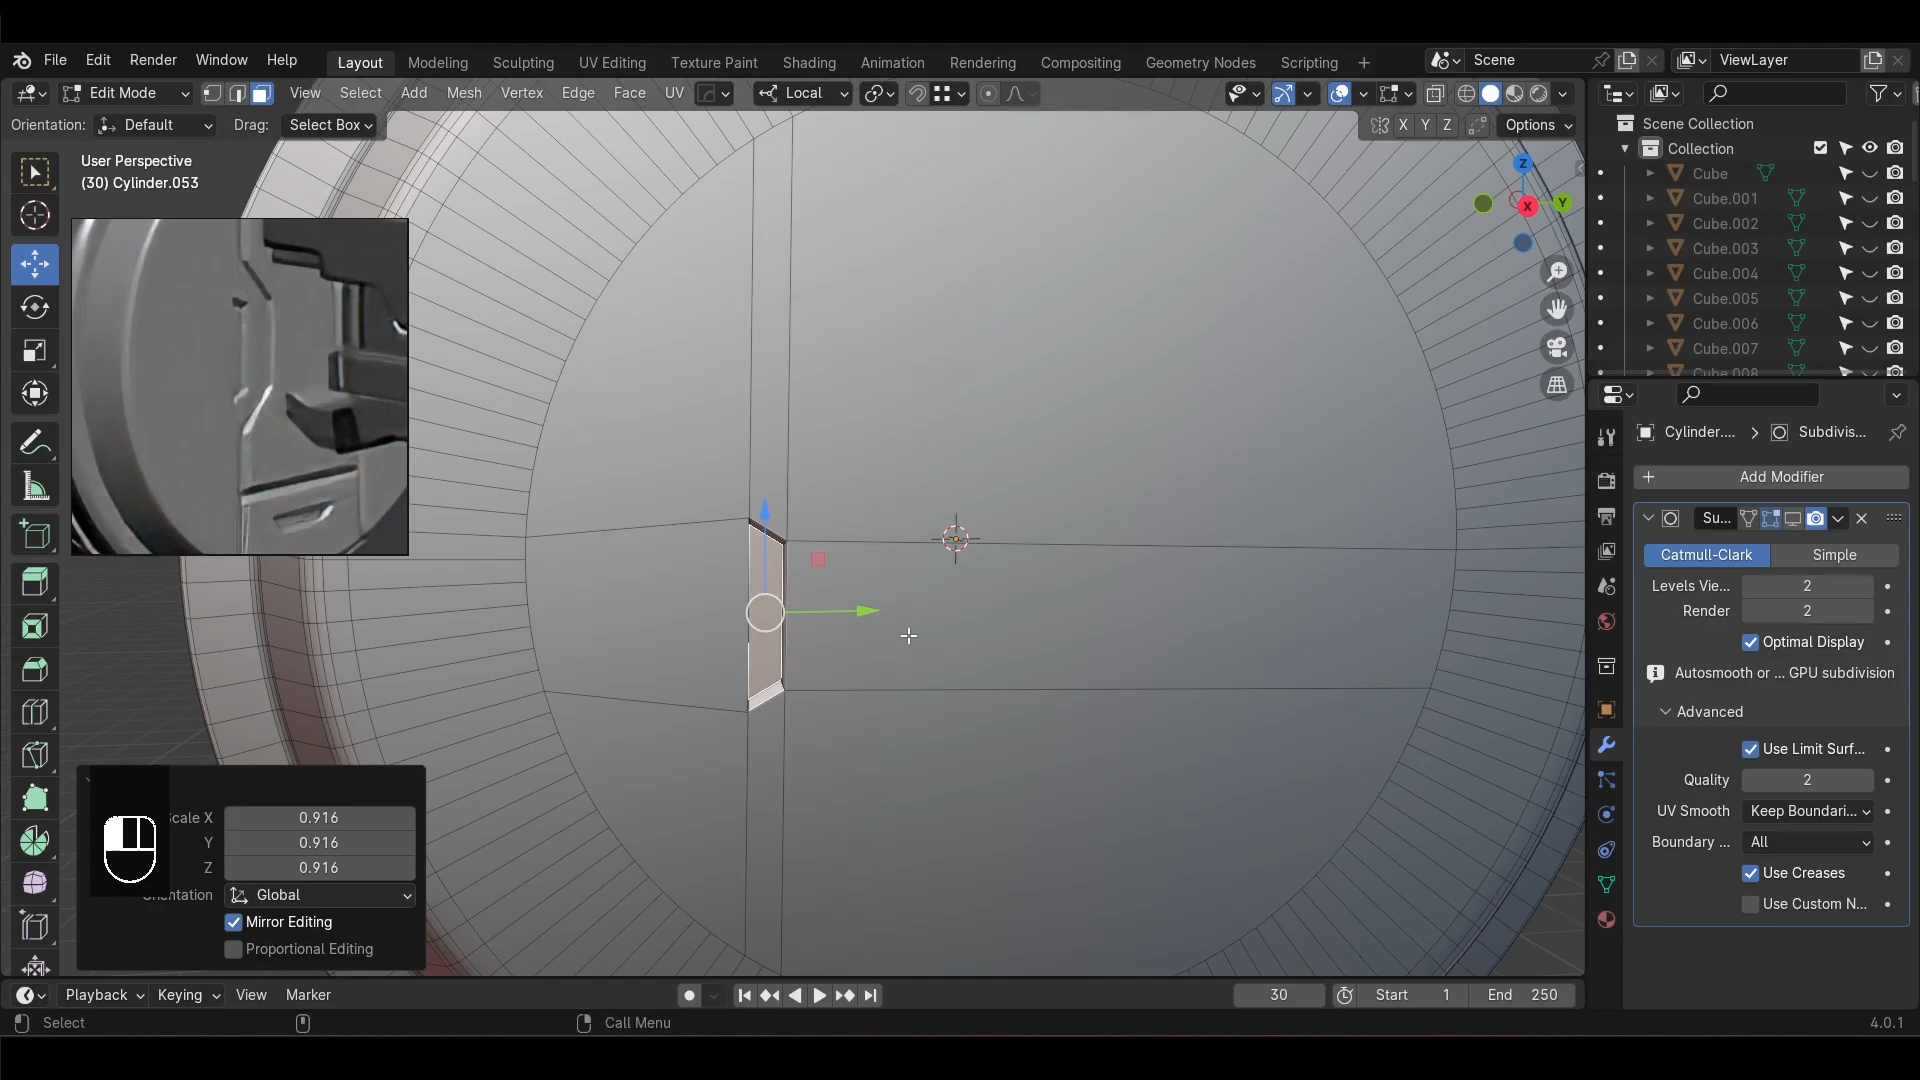 File Edit Render Window Help Layout Modeling Sculpting UV Editing Texture Paint Shading Animation Rendering Compositing Geometry Nodes Scripting + Scene ViewLayer
Edit Mode View Select Add Mesh Vertex Edge Face UV Local
Orientation: Default Drag: Select Box X Y Z Options
User Perspective
(30) Cylinder.053
Z
X
Y
Scene Collection
Collection
Cube
Cube.001
Cube.002
Cube.003
Cube.004
Cube.005
Cube.006
Cube.007
Cube.008
Cylinder.... > Subdivis...
+ Add Modifier
Su...
Catmull-Clark Simple
Levels Vie... 2
Render 2
Optimal Display
Autosmooth or ... GPU subdivision
Advanced
Use Limit Surf...
Quality 2
UV Smooth Keep Boundari...
Boundary ... All
Use Creases
Use Custom N...
cale X 0.916
Y 0.916
Z 0.916
entation Global
Mirror Editing
Proportional Editing
Playback Keying View Marker 30 Start 1 End 250
Select Call Menu 4.0.1